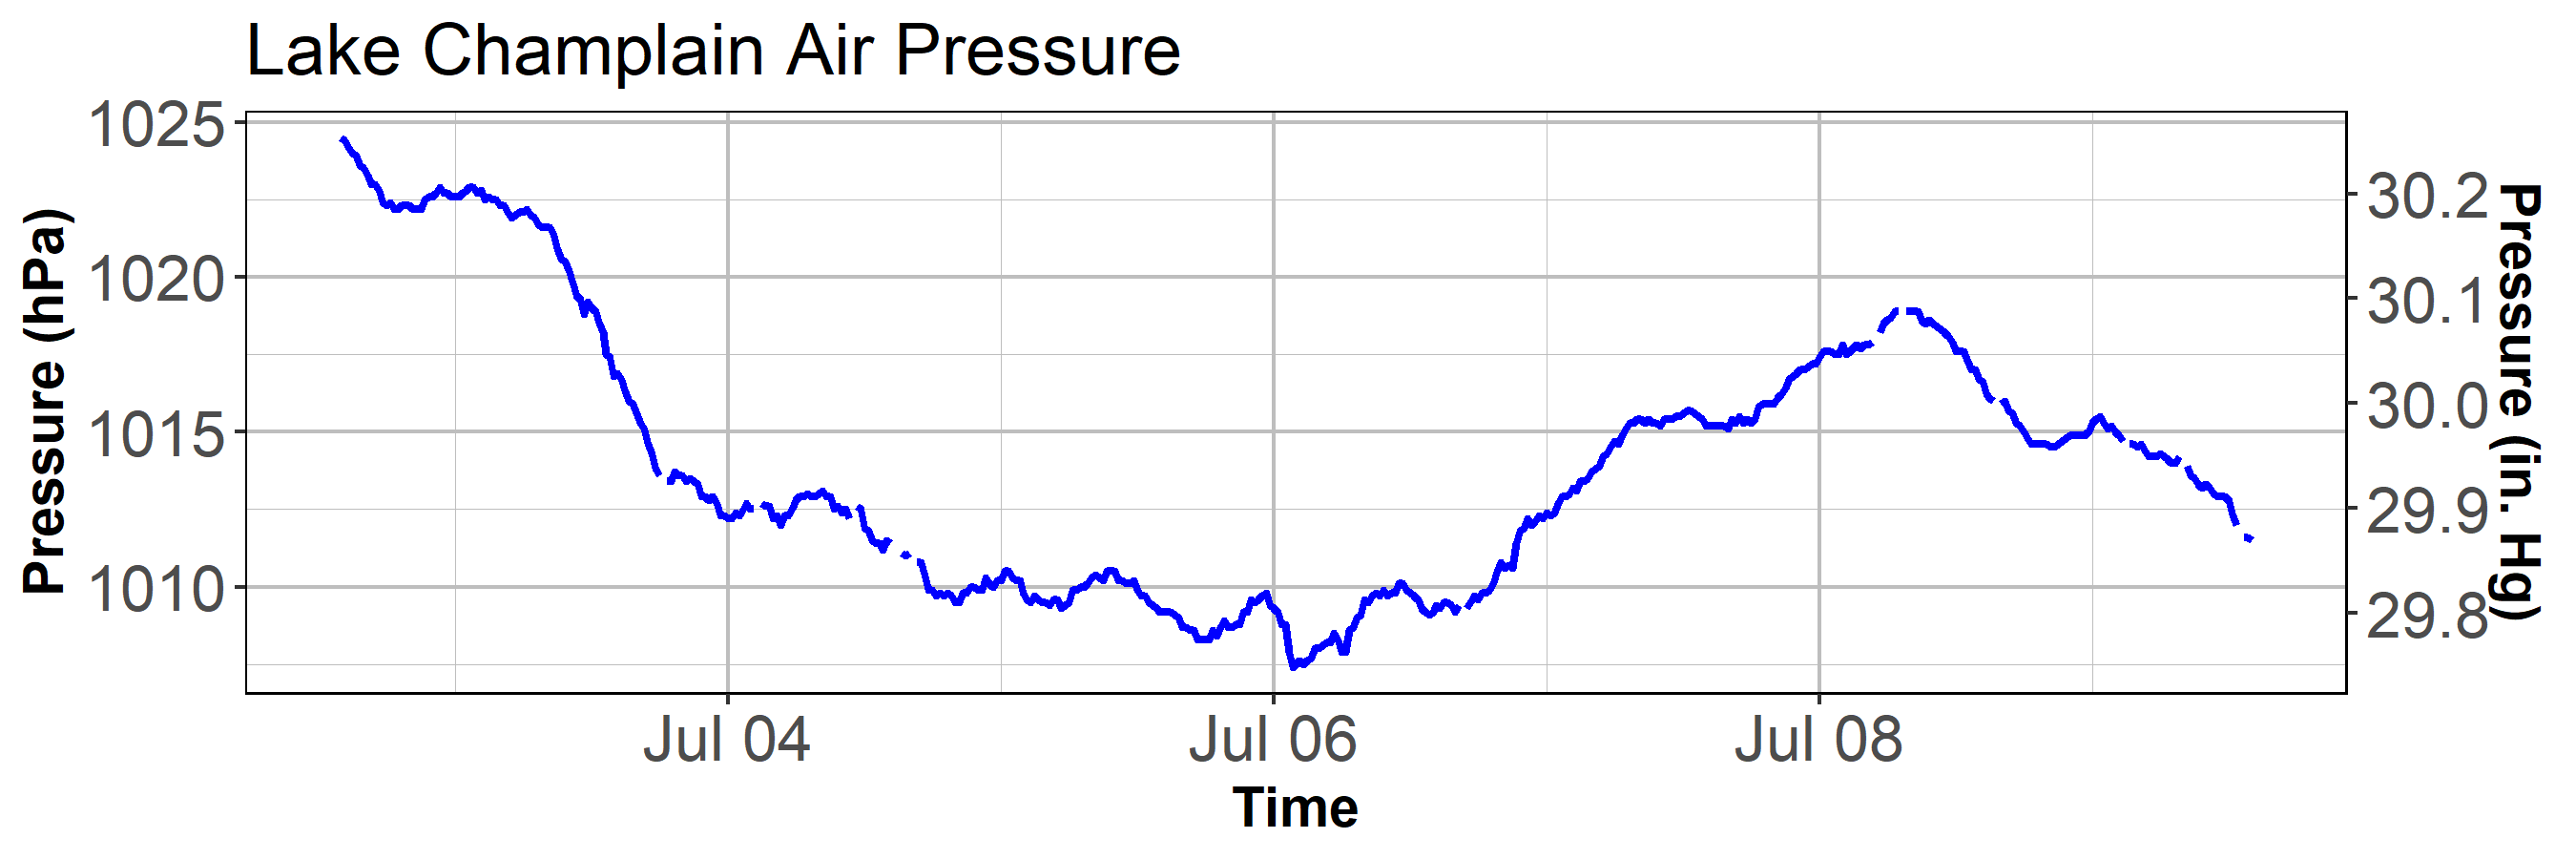 Lake Champlain Air Pressure
1025
1020
1015
1010
Pressure (hPa)
30.2
30.1
30.0
29.9
29.8
Pressure (in. Hg)
Jul 04 Jul 06 Jul 08
Time